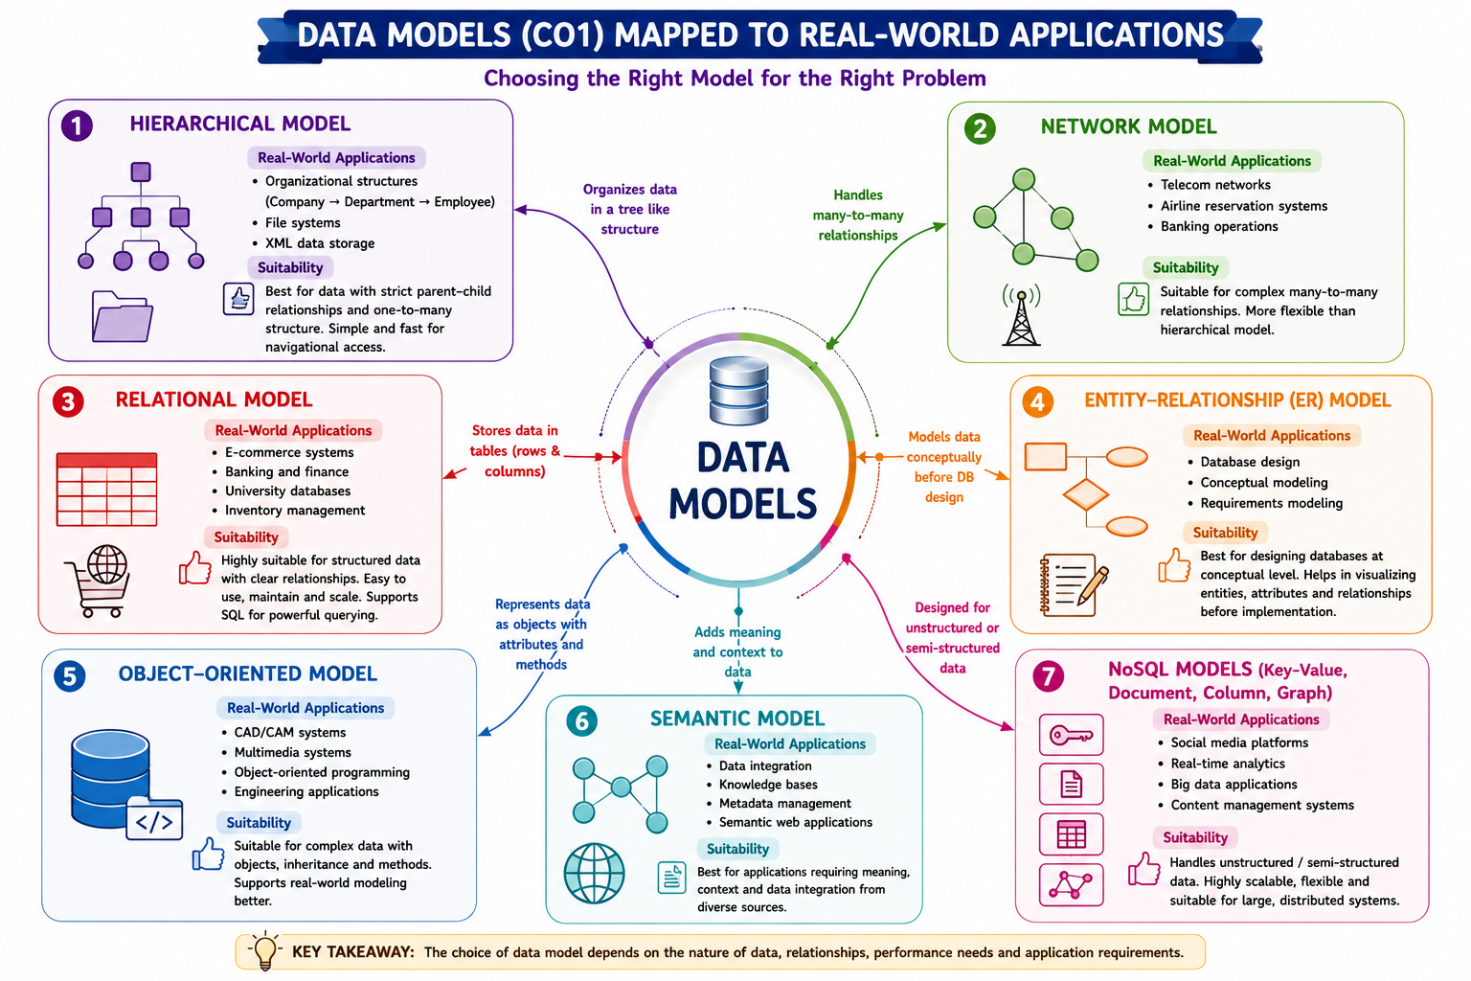 DATA MODELS (CO1) MAPPED TO REAL-WORLD APPLICATIONS
Choosing the Right Model for the Right Problem
1 HIERARCHICAL MODEL
Real-World Applications
• Organizational structures
(Company → Department → Employee)
• File systems
• XML data storage
Suitability
Best for data with strict parent–child
relationships and one-to-many
structure. Simple and fast for
navigational access.
Organizes data
in a tree like
structure
Handles
many-to-many
relationships
2 NETWORK MODEL
Real-World Applications
• Telecom networks
• Airline reservation systems
• Banking operations
Suitability
Suitable for complex many-to-many
relationships. More flexible than
hierarchical model.
3 RELATIONAL MODEL
Real-World Applications
• E-commerce systems
• Banking and finance
• University databases
• Inventory management
Suitability
Highly suitable for structured data
with clear relationships. Easy to
use, maintain and scale. Supports
SQL for powerful querying.
Stores data in
tables (rows &
columns)
DATA
MODELS
Models data
conceptually
before DB
design
4 ENTITY–RELATIONSHIP (ER) MODEL
Real-World Applications
• Database design
• Conceptual modeling
• Requirements modeling
Suitability
Best for designing databases at
conceptual level. Helps in visualizing
entities, attributes and relationships
before implementation.
5 OBJECT–ORIENTED MODEL
Real-World Applications
• CAD/CAM systems
• Multimedia systems
• Object-oriented programming
• Engineering applications
</>
Suitability
Suitable for complex data with
objects, inheritance and methods.
Supports real-world modeling
better.
Represents data
as objects with
attributes and
methods
Adds meaning
and context to
data
Designed for
unstructured or
semi-structured
data
6 SEMANTIC MODEL
Real-World Applications
• Data integration
• Knowledge bases
• Metadata management
• Semantic web applications
Suitability
Best for applications requiring meaning,
context and data integration from
diverse sources.
7 NoSQL MODELS (Key-Value,
Document, Column, Graph)
Real-World Applications
• Social media platforms
• Real-time analytics
• Big data applications
• Content management systems
Suitability
Handles unstructured / semi-structured
data. Highly scalable, flexible and
suitable for large, distributed systems.
KEY TAKEAWAY: The choice of data model depends on the nature of data, relationships, performance needs and application requirements.